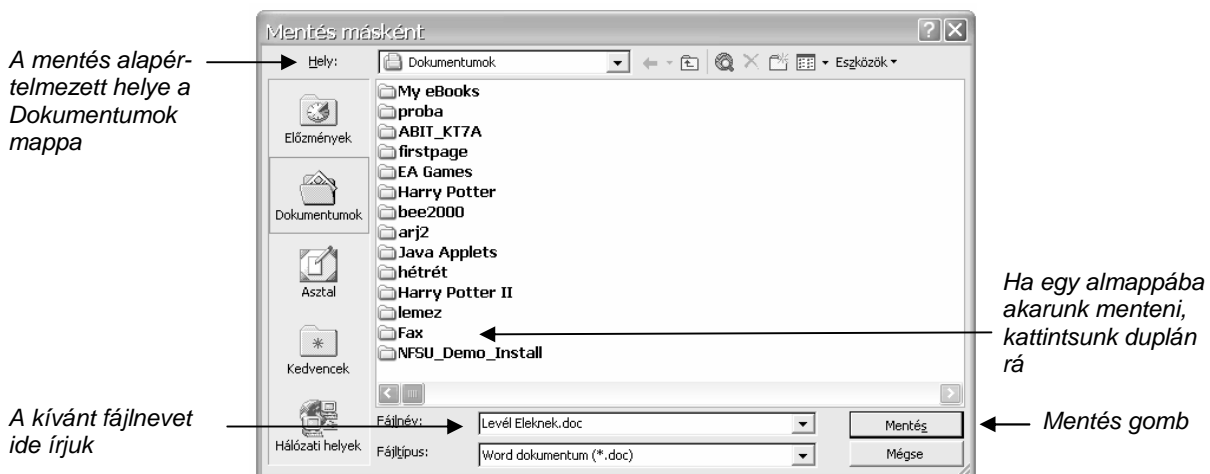 Mentés másként
A mentés alapér-
telmezett helye a
Dokumentumok
mappa
Hely:
Dokumentumok
Eszközök
My eBooks
proba
ABIT_KT7A
firstpage
EA Games
Harry Potter
bee2000
arj2
Java Applets
hétrét
Harry Potter II
lemez
Fax
NFSU_Demo_Install
Előzmények
Dokumentumok
Asztal
Kedvencek
Hálózati helyek
Ha egy almappába
akarunk menteni,
kattintsunk duplán
rá
A kívánt fájlnevet
ide írjuk
Fájlnév:
Levél Eleknek.doc
Mentés
Mentés gomb
Fájltípus:
Word dokumentum (*.doc)
Mégse